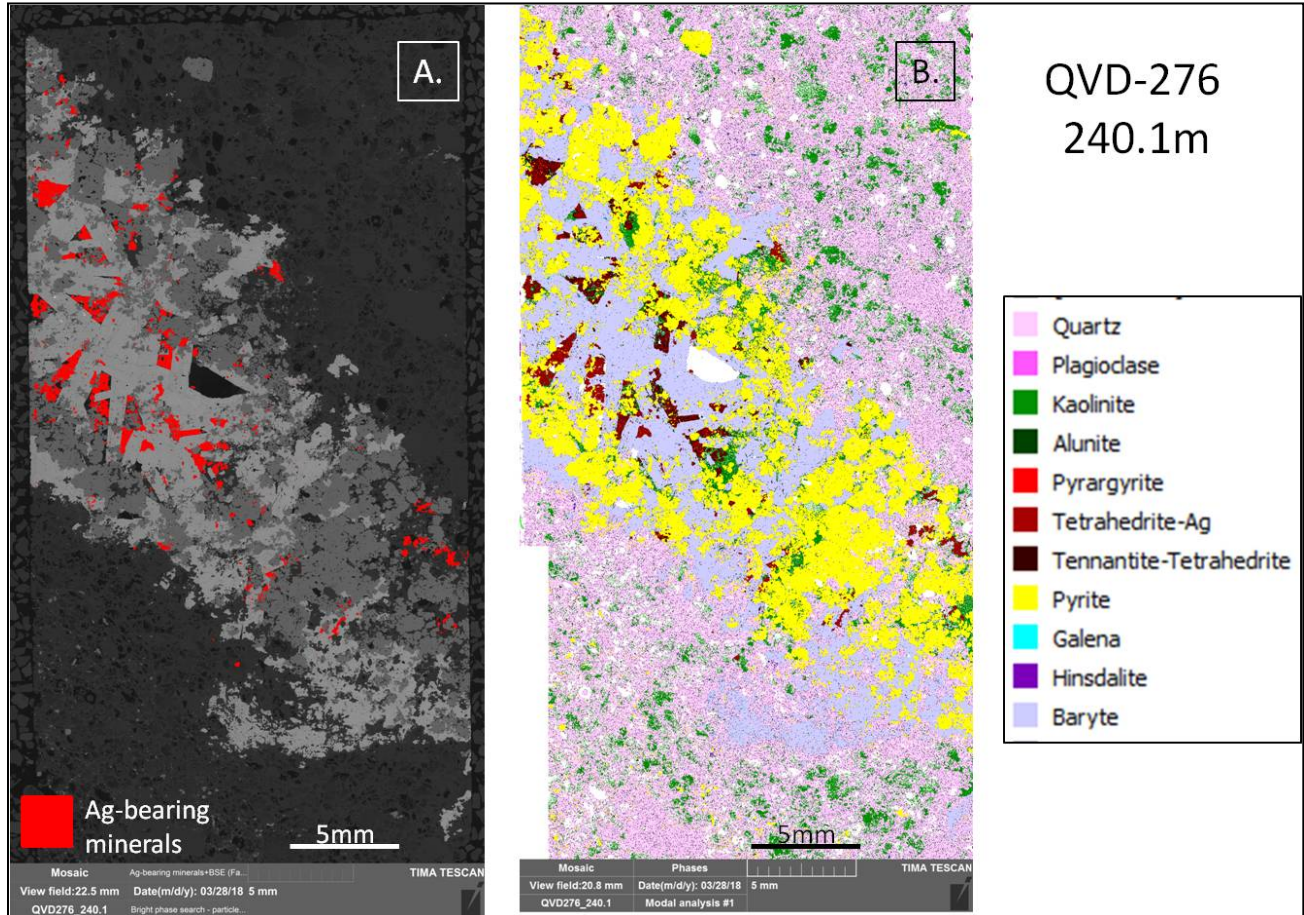 A.
Ag-bearing
minerals
5mm
Mosaic Ag-bearing minerals+BSE (Fa... TIMA TESCAN
View field:22.5 mm Date(m/d/y): 03/28/18 5 mm
QVD276_240.1 Bright phase search - particle...
B.
5mm
Mosaic Phases TIMA TESCAN
View field:20.8 mm Date(m/d/y): 03/28/18 5 mm
QVD276_240.1 Modal analysis #1
QVD-276
240.1m
Quartz
Plagioclase
Kaolinite
Alunite
Pyrargyrite
Tetrahedrite-Ag
Tennantite-Tetrahedrite
Pyrite
Galena
Hinsdalite
Baryte